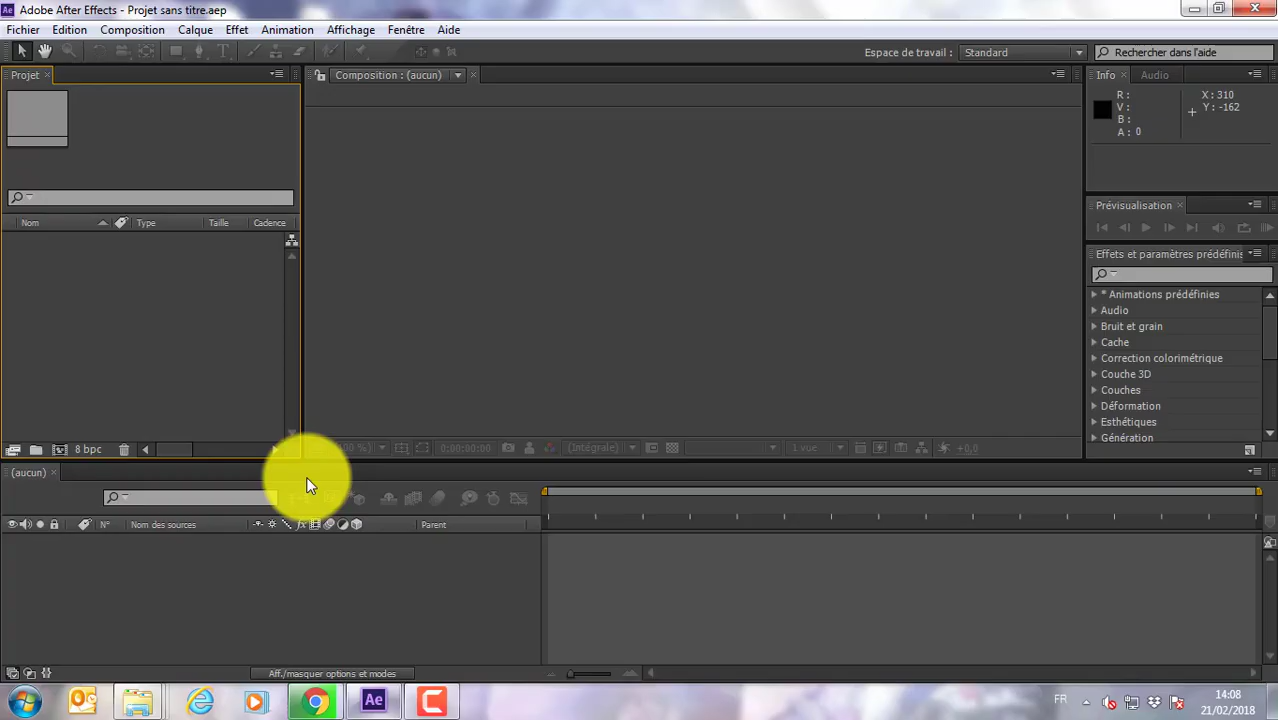 Ae Adobe After Effects - Projet sans titre.aep
Fichier Edition Composition Calque Effet Animation Affichage Fenêtre Aide
T Espace de travail : Standard Rechercher dans l'aide
Projet
Composition : (aucun)
Info Audio
R : X : 310
V : Y : -162
B :
A : 0
Prévisualisation
Nom Type Taille Cadence
Effets et paramètres prédéfinis
* Animations prédéfinies
Audio
Bruit et grain
Cache
Correction colorimétrique
Couche 3D
Couches
Déformation
Esthétiques
Génération
8 bpc
0:00:00:00 (Intégrale) 1 vue +0,0
(aucun)
N° Nom des sources fx Parent
Aff./masquer options et modes
Ae FR 14:08
21/02/2018